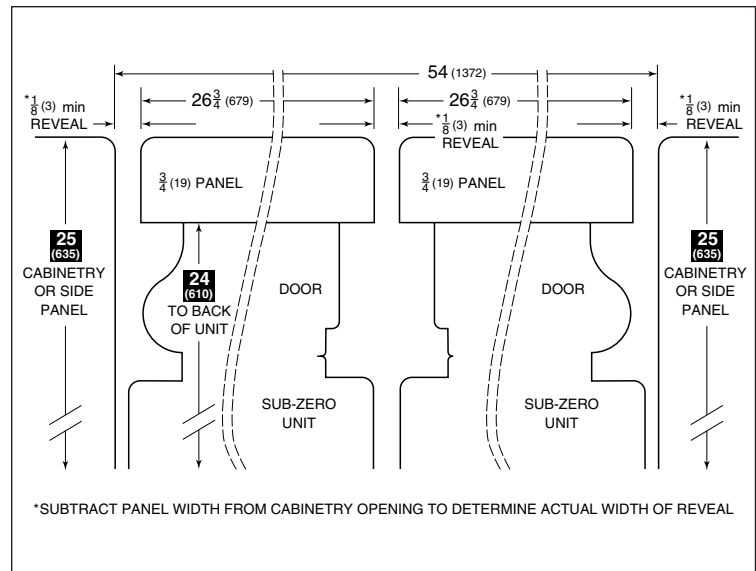 54 (1372)
26 3/4 (679)
26 3/4 (679)
*1/8 (3) min
REVEAL
*1/8 (3) min
REVEAL
*1/8 (3) min
REVEAL
3/4 (19) PANEL
3/4 (19) PANEL
25
(635)
CABINETRY
OR SIDE
PANEL
24
(610)
TO BACK
OF UNIT
DOOR
DOOR
25
(635)
CABINETRY
OR SIDE
PANEL
SUB-ZERO
UNIT
SUB-ZERO
UNIT
*SUBTRACT PANEL WIDTH FROM CABINETRY OPENING TO DETERMINE ACTUAL WIDTH OF REVEAL